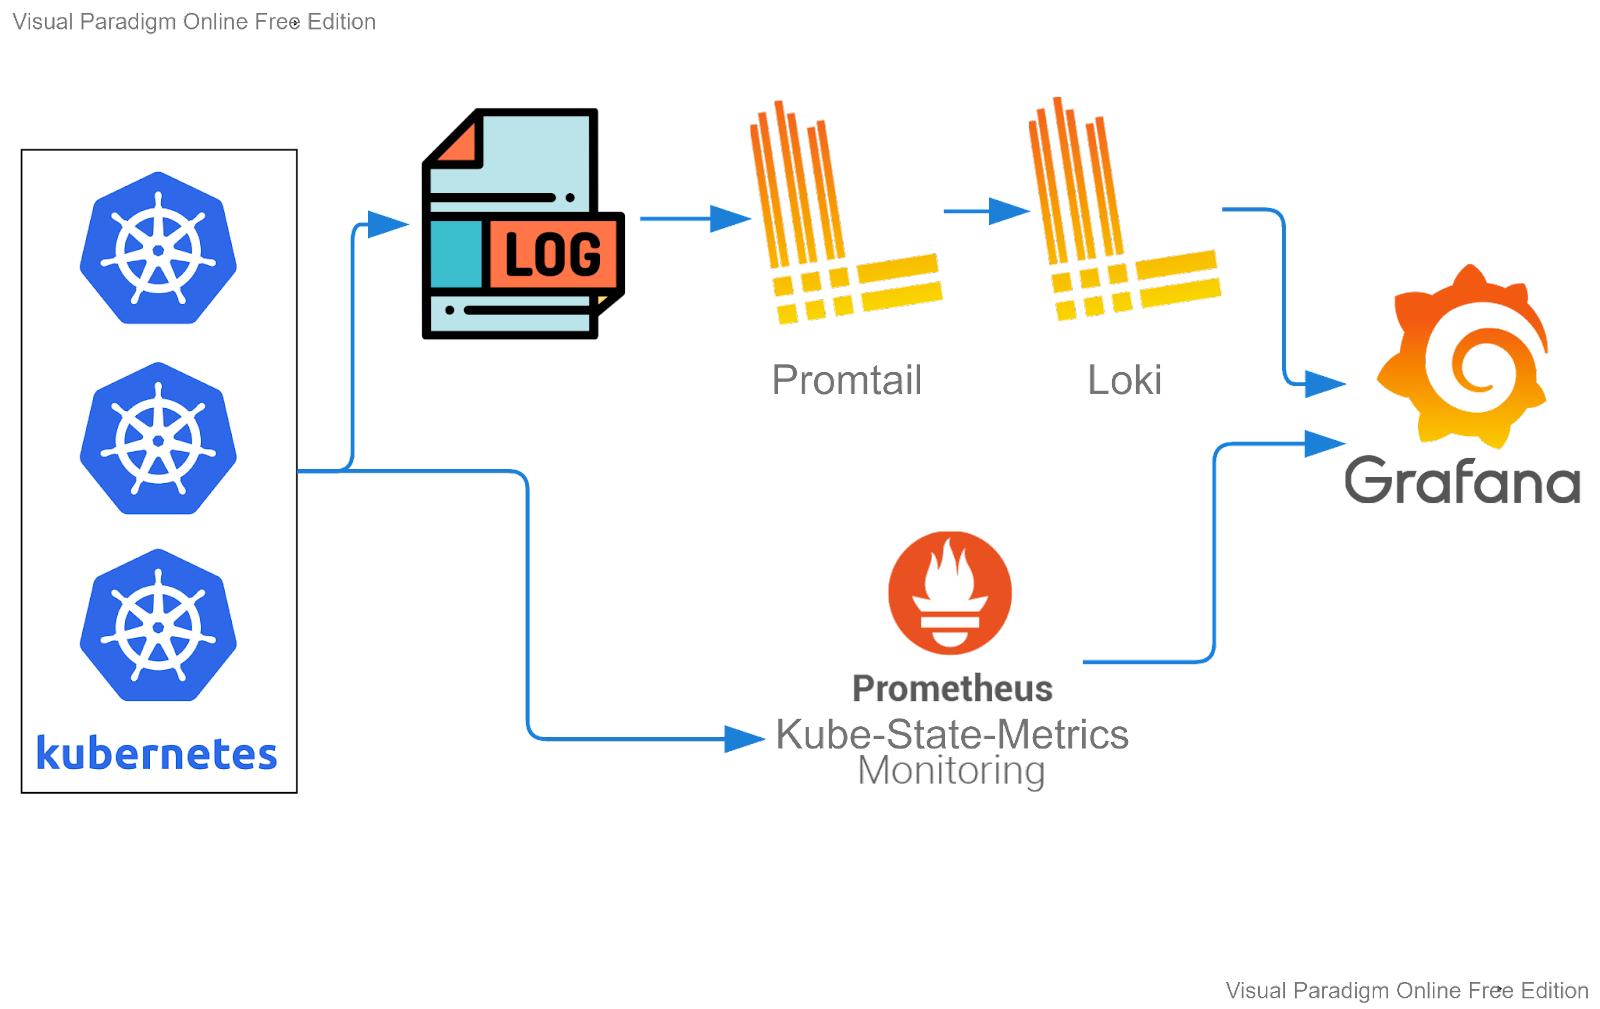 Visual Paradigm Online Free Edition
LOG
Promtail
Loki
Grafana
Prometheus
Kube-State-Metrics
Monitoring
kubernetes
Visual Paradigm Online Free Edition